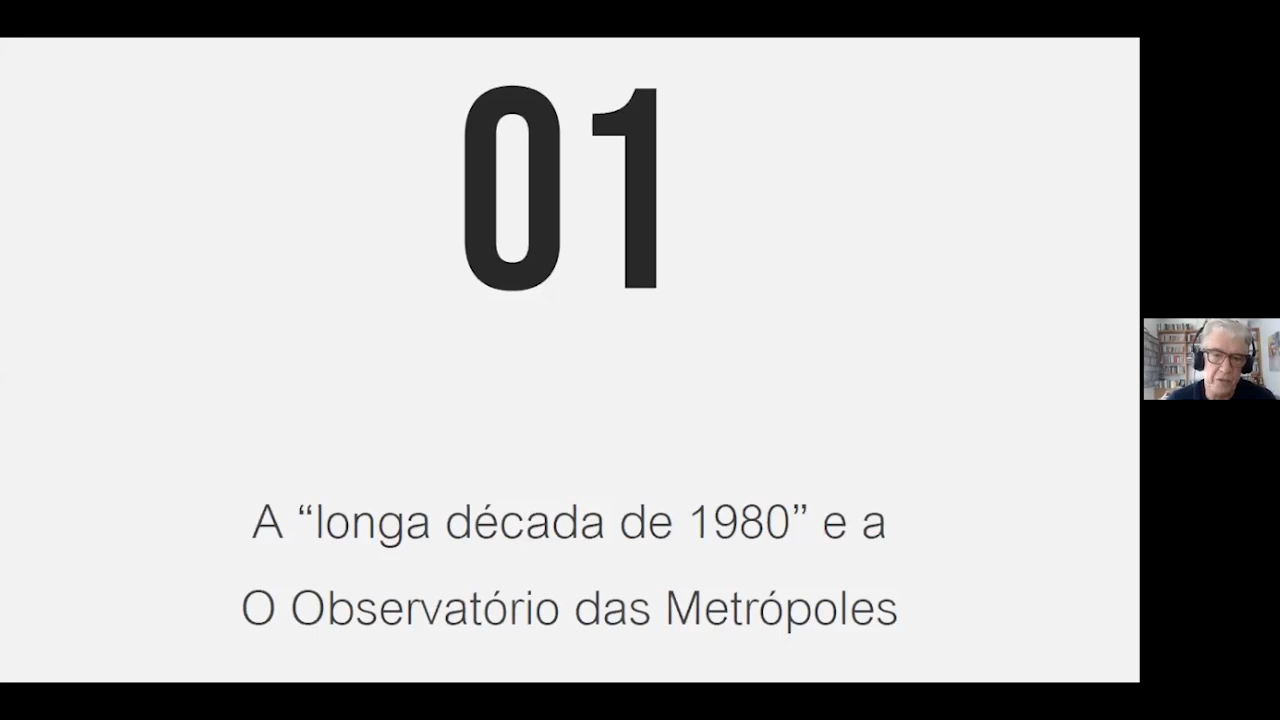 01
A “longa década de 1980” e a
O Observatório das Metrópoles